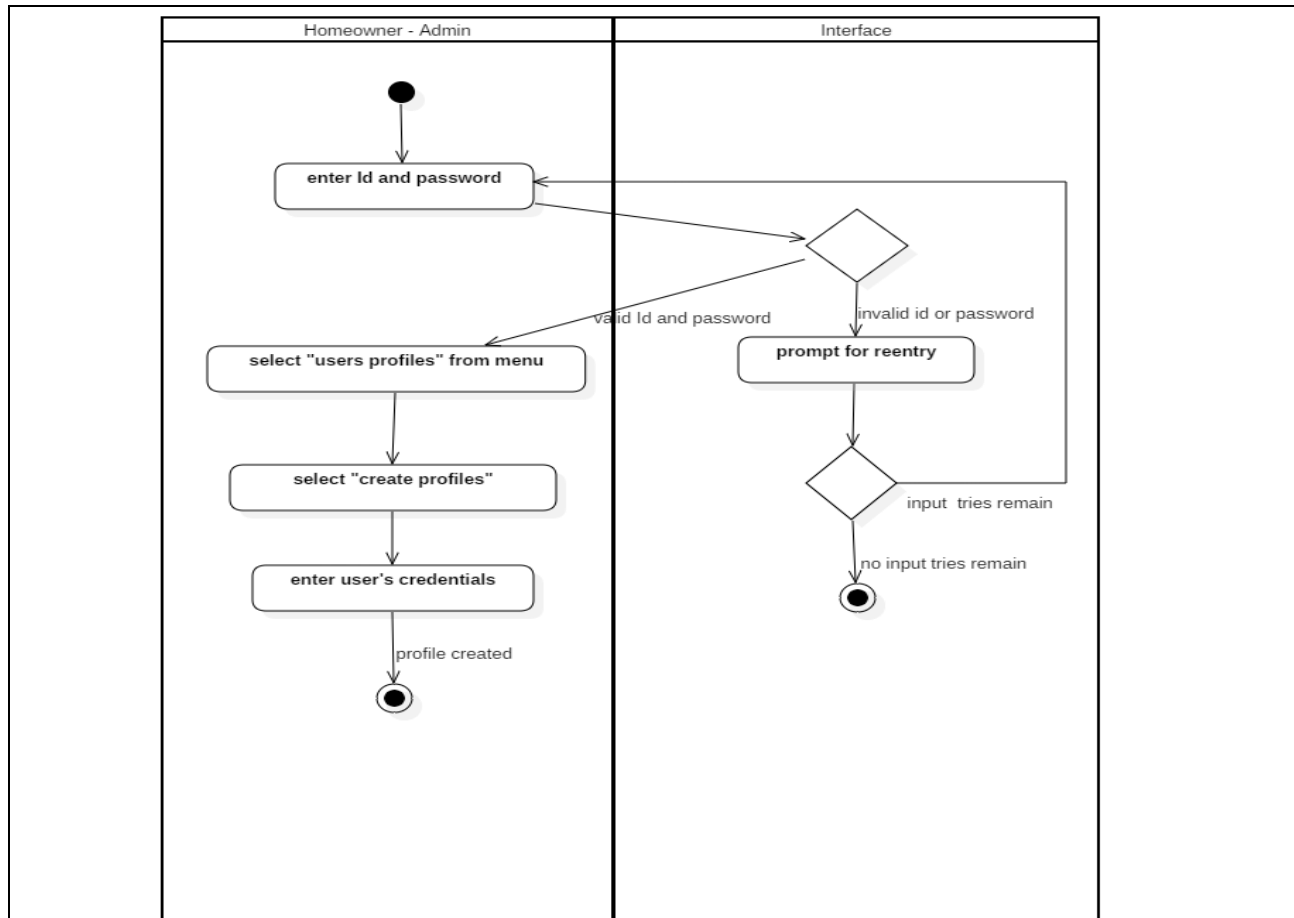 Homeowner - Admin
Interface
enter Id and password
valid Id and password
invalid id or password
select "users profiles" from menu
prompt for reentry
select "create profiles"
input  tries remain
no input tries remain
enter user's credentials
profile created